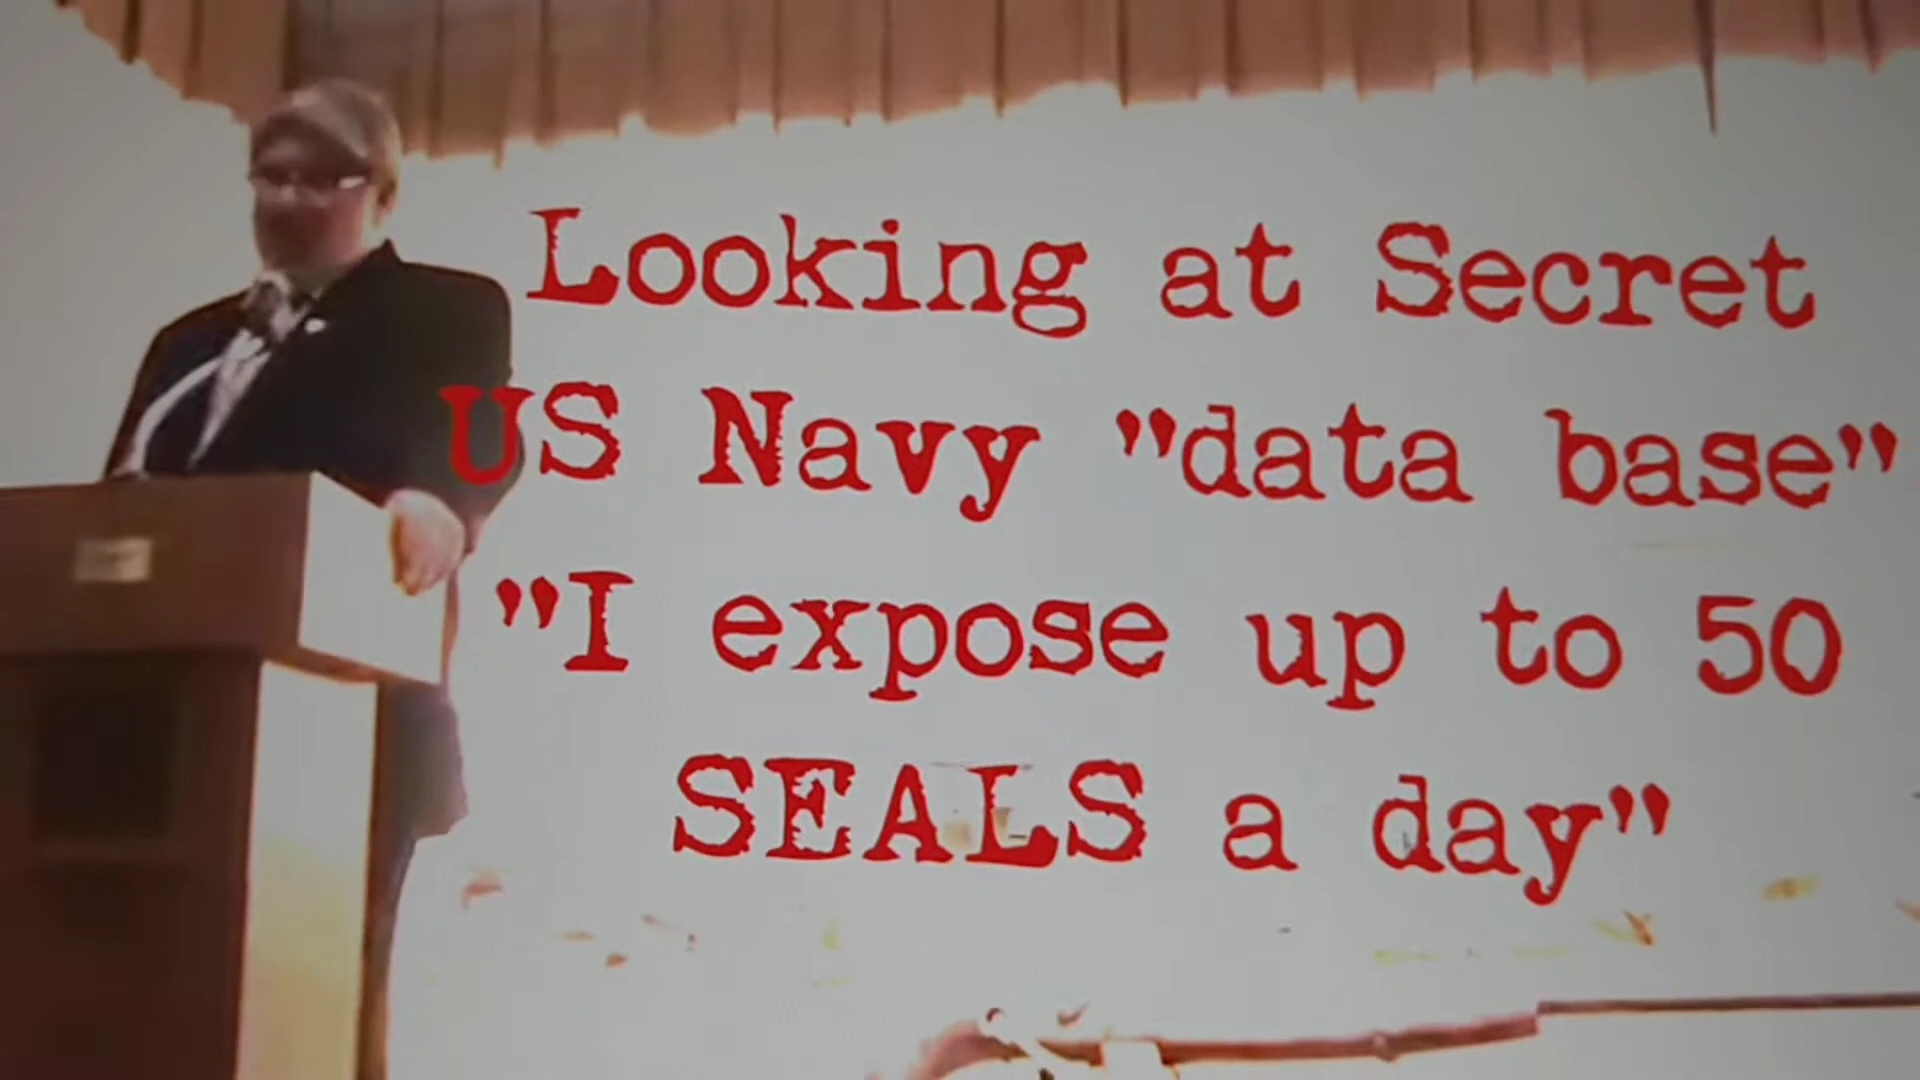 Looking at Secret
US Navy "data base"
"I expose up to 50
SEALS a day"